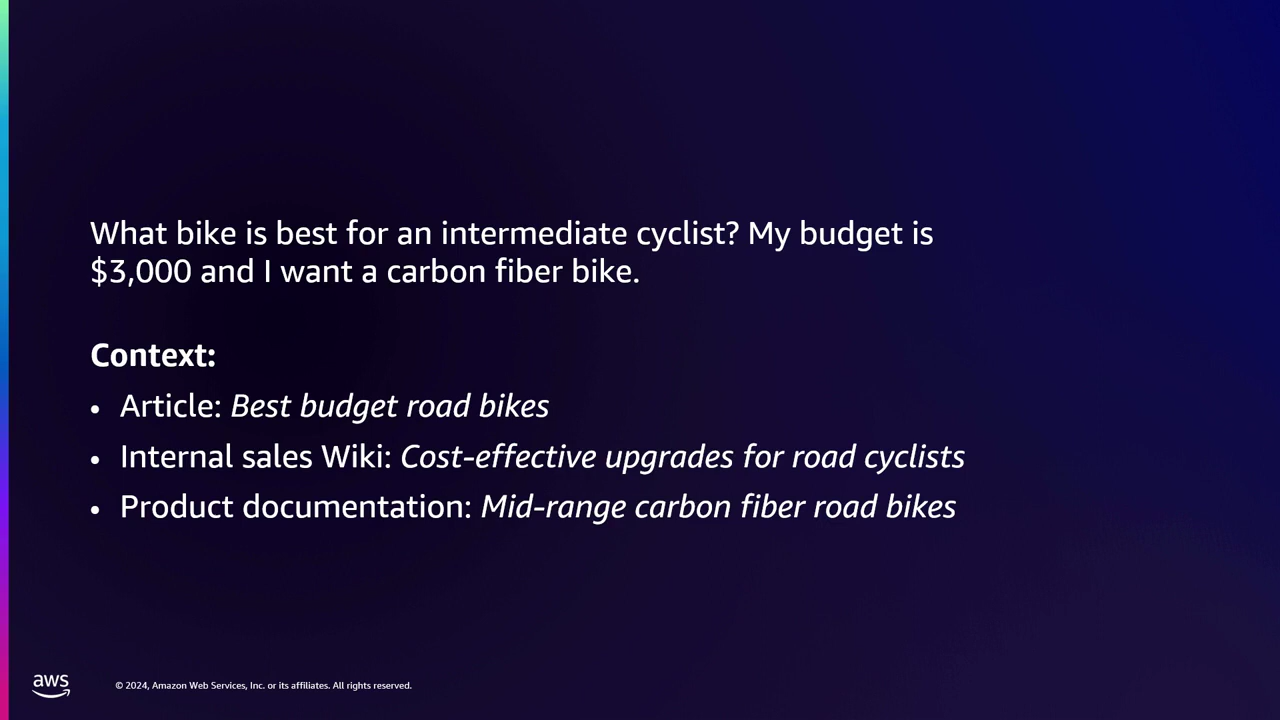 What bike is best for an intermediate cyclist? My budget is
$3,000 and I want a carbon fiber bike.
Context:
• Article: Best budget road bikes
• Internal sales Wiki: Cost-effective upgrades for road cyclists
• Product documentation: Mid-range carbon fiber road bikes
aws
© 2024, Amazon Web Services, Inc. or its affiliates. All rights reserved.